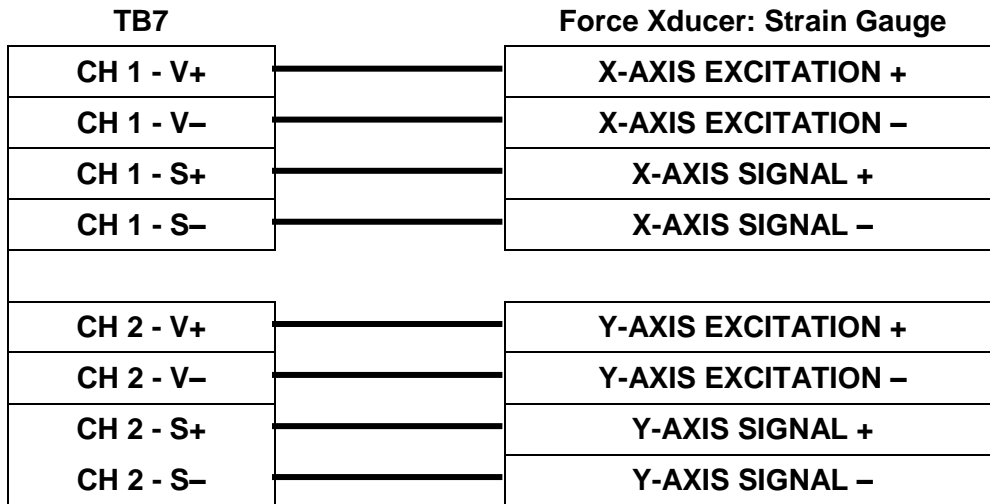 TB7 Force Xducer: Strain Gauge
CH 1 - V+ X-AXIS EXCITATION +
CH 1 - V– X-AXIS EXCITATION –
CH 1 - S+ X-AXIS SIGNAL +
CH 1 - S– X-AXIS SIGNAL –
CH 2 - V+ Y-AXIS EXCITATION +
CH 2 - V– Y-AXIS EXCITATION –
CH 2 - S+ Y-AXIS SIGNAL +
CH 2 - S– Y-AXIS SIGNAL –